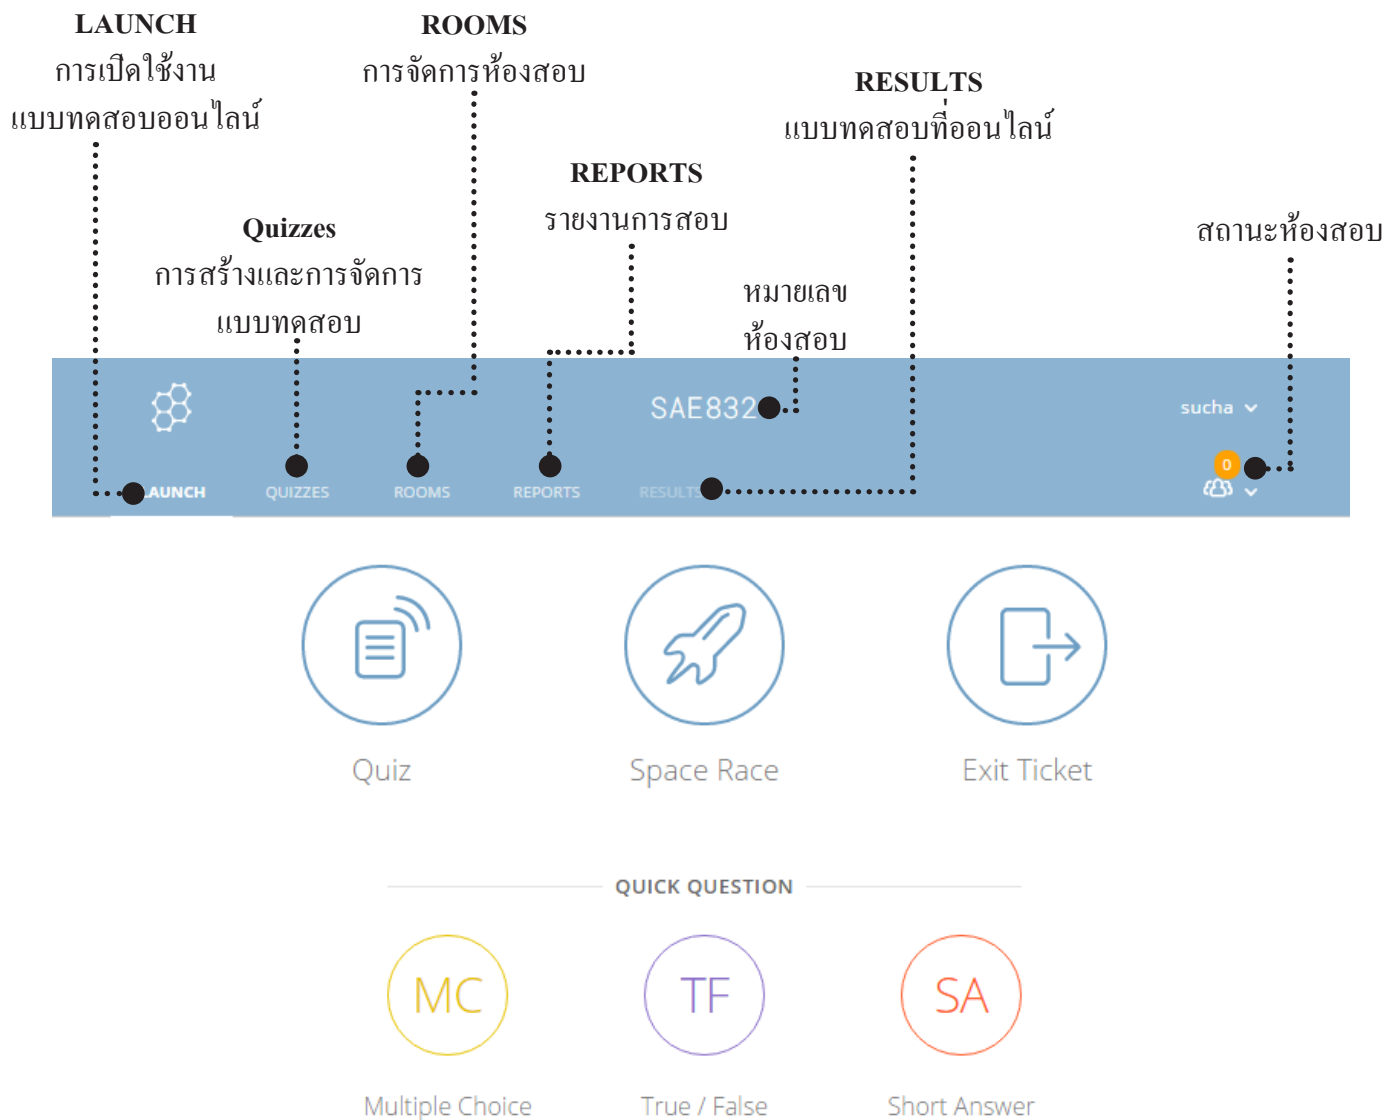 LAUNCH
การเปิดใช้งาน
แบบทดสอบออนไลน์
ROOMS
การจัดการห้องสอบ
RESULTS
แบบทดสอบที่ออนไลน์
REPORTS
รายงานการสอบ
Quizzes
การสร้างและการจัดการ
แบบทดสอบ
สถานะห้องสอบ
หมายเลข
ห้องสอบ
SAE832
sucha
0
LAUNCH QUIZZES ROOMS REPORTS RESULTS
Quiz Space Race Exit Ticket
QUICK QUESTION
MC TF SA
Multiple Choice True / False Short Answer